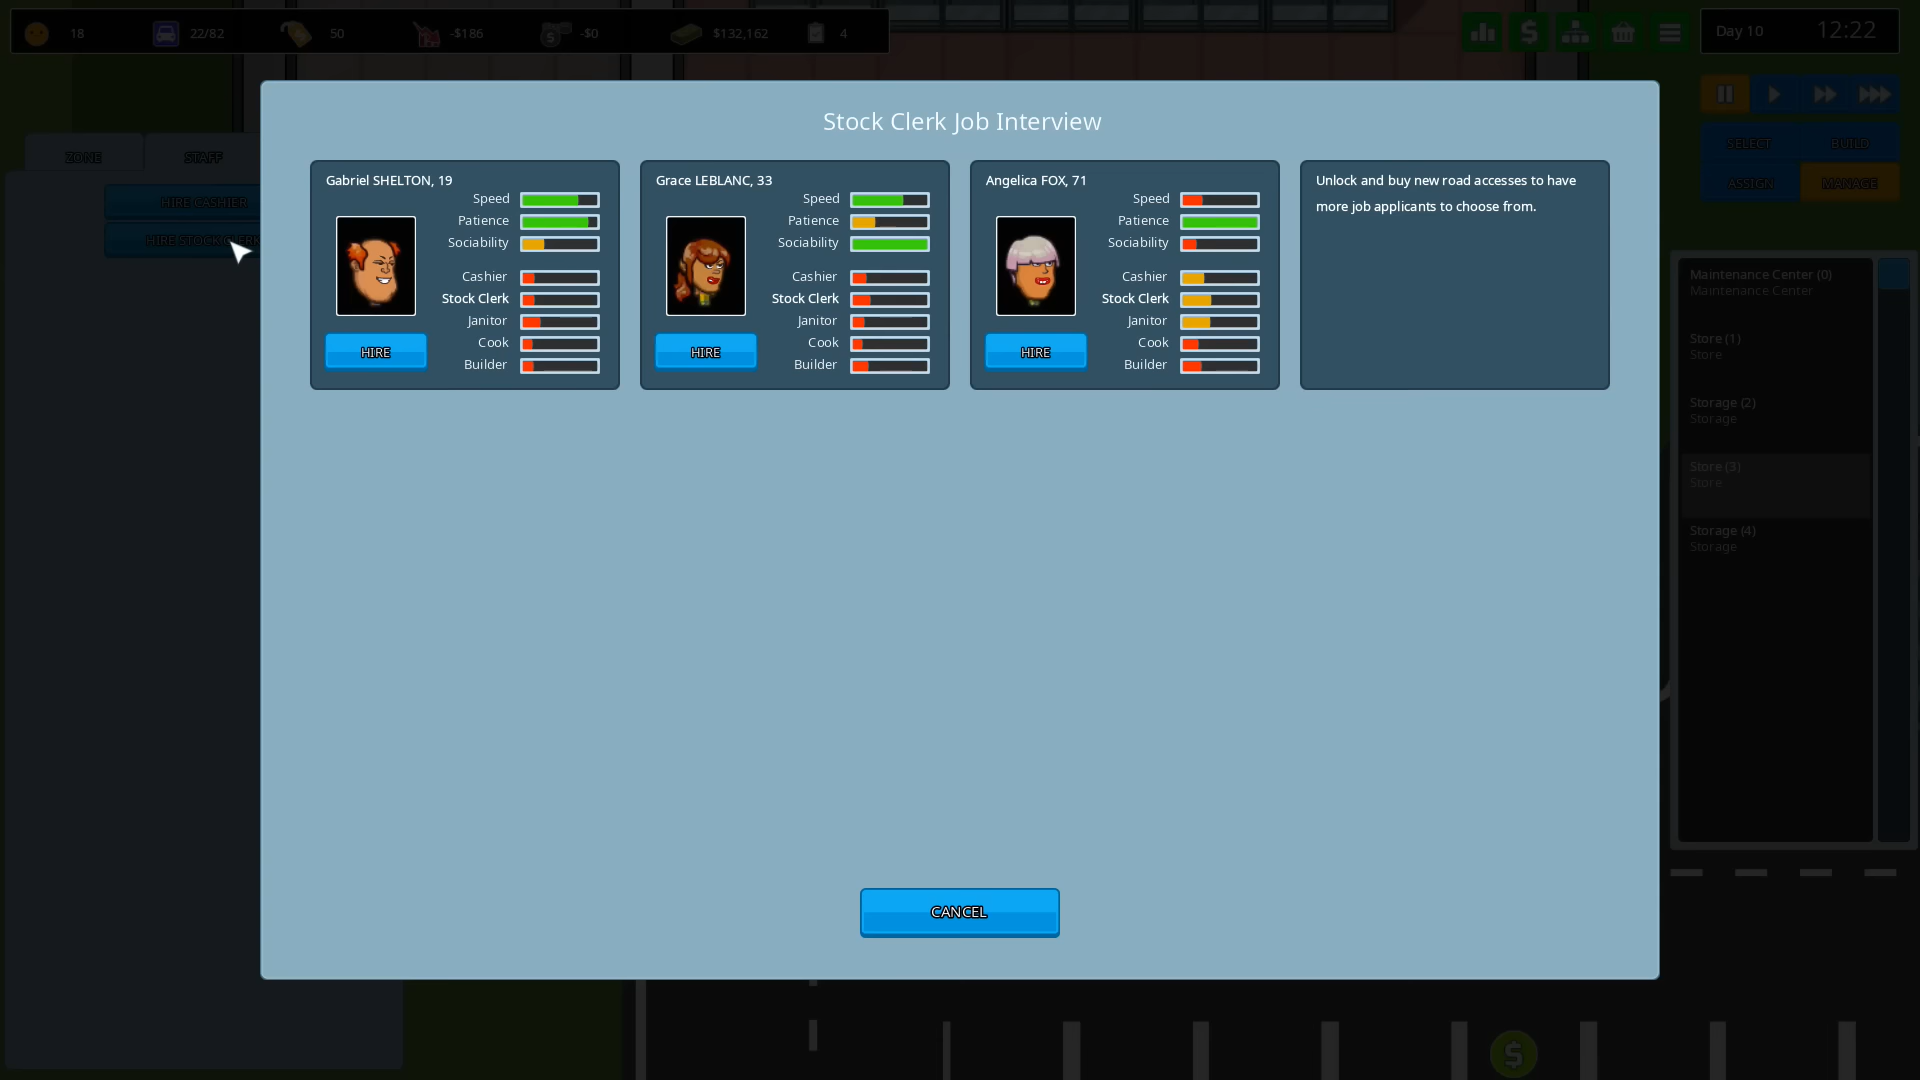 18
22/82
50
-$186
-$0
$132,162
4
Day 10
12:22
ZONE
STAFF
HIRE CASHIER
HIRE STOCK CLERK
SELECT
BUILD
ASSIGN
MANAGE
Stock Clerk Job Interview
Gabriel SHELTON, 19
Speed
Patience
Sociability
Cashier
Stock Clerk
Janitor
Cook
Builder
HIRE
Grace LEBLANC, 33
Speed
Patience
Sociability
Cashier
Stock Clerk
Janitor
Cook
Builder
HIRE
Angelica FOX, 71
Speed
Patience
Sociability
Cashier
Stock Clerk
Janitor
Cook
Builder
HIRE
Unlock and buy new road accesses to have
more job applicants to choose from.
Maintenance Center (0)
Maintenance Center
Store (1)
Store
Storage (2)
Storage
Store (3)
Store
Storage (4)
Storage
CANCEL